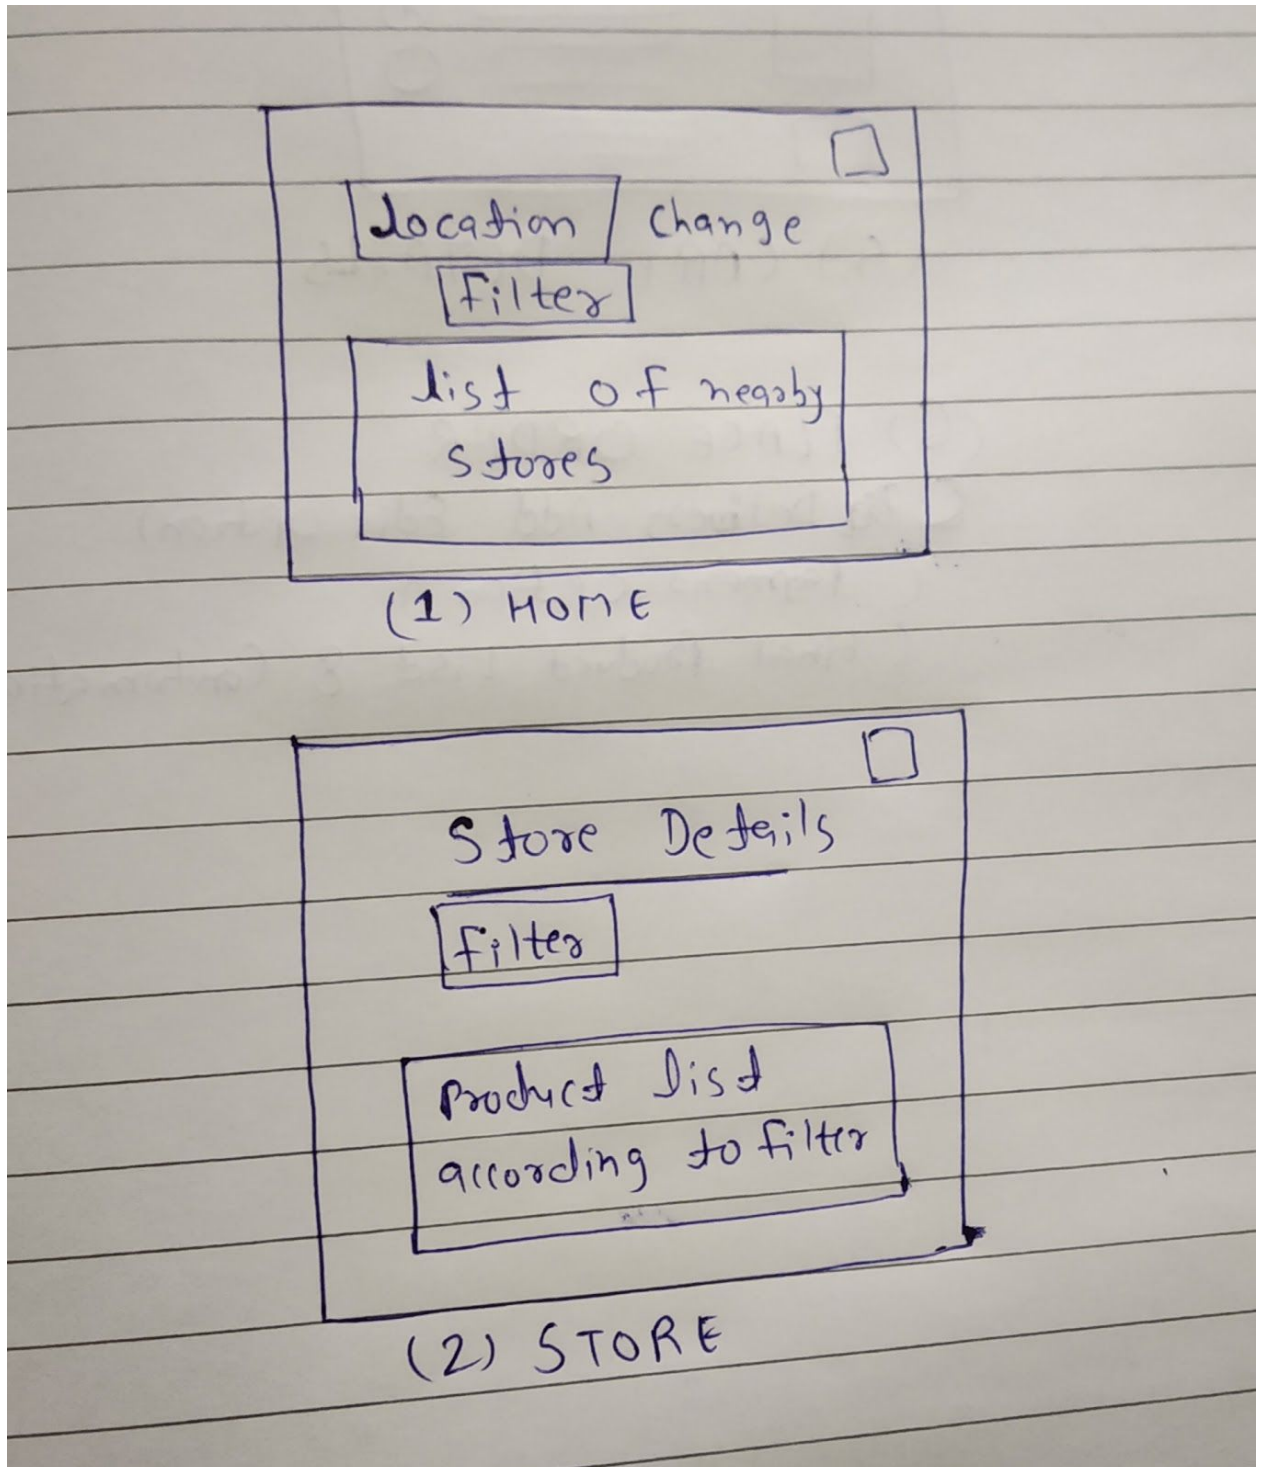 Location Change
Filter
list of nearby
stores
(1) HOME
Store Details
Filter
Product list
according to filter
(2) STORE